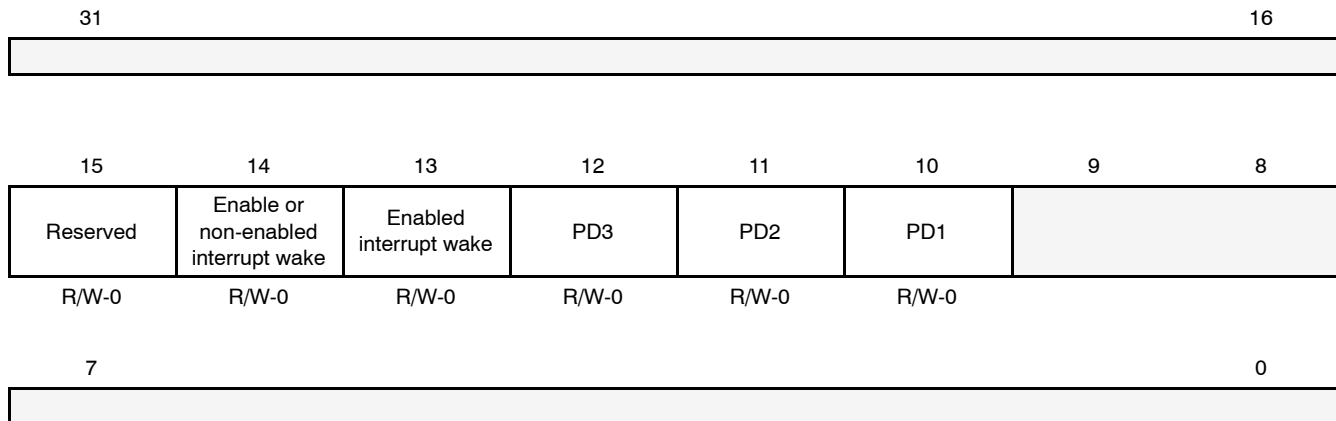 31 16
15 14 13 12 11 10 9 8
Reserved
Enable or
non-enabled
interrupt wake
Enabled
interrupt wake
PD3
PD2
PD1
R/W-0 R/W-0 R/W-0 R/W-0 R/W-0 R/W-0
7 0